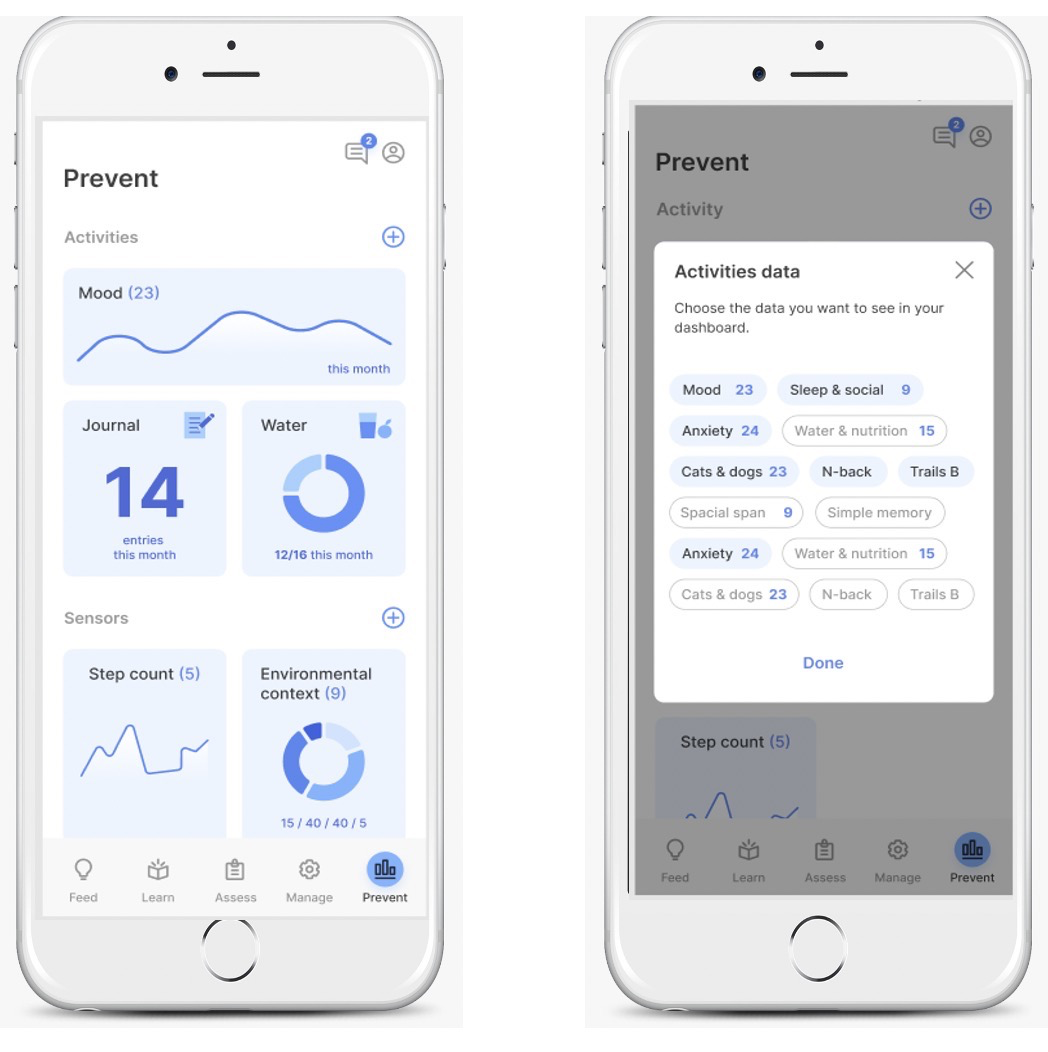 2
Prevent
Activities
Mood (23)
this month
Journal
14
entries
this month
Water
12/16 this month
Sensors
Step count (5)
Environmental
context (9)
15 / 40 / 40 / 5
Feed Learn Assess Manage Prevent
2
Prevent
Activity
Activities data
Choose the data you want to see in your
dashboard.
Mood 23 Sleep & social 9
Anxiety 24 Water & nutrition 15
Cats & dogs 23 N-back Trails B
Spacial span 9 Simple memory
Anxiety 24 Water & nutrition 15
Cats & dogs 23 N-back Trails B
Done
Step count (5)
Feed Learn Assess Manage Prevent